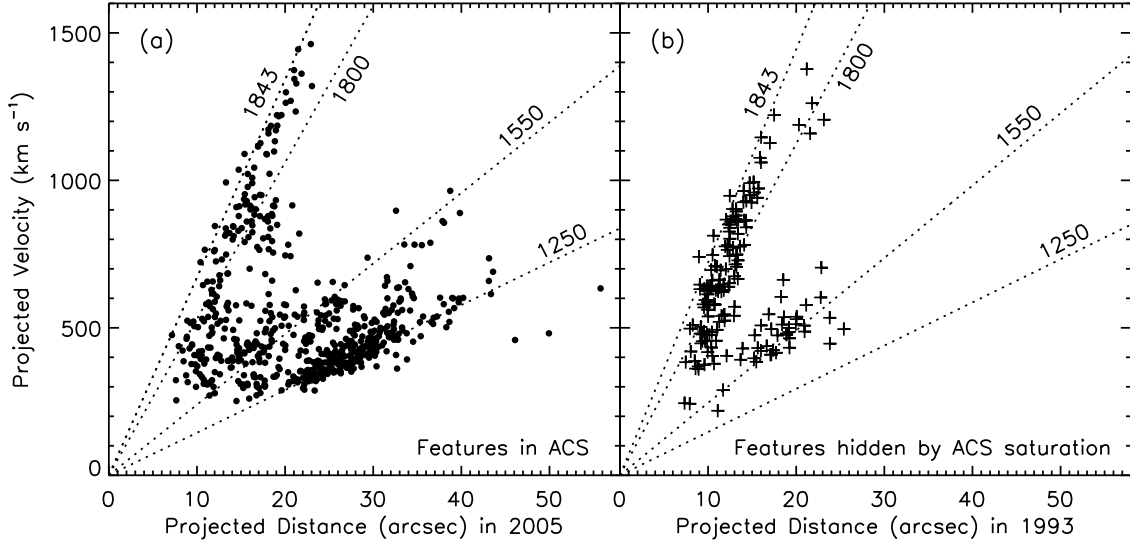 (a)
1843
1800
1550
1250
Features in ACS
1500
1000
500
0
Projected Velocity (km s⁻¹)
0 10 20 30 40 50
Projected Distance (arcsec) in 2005
(b)
1843
1800
1550
1250
Features hidden by ACS saturation
0 10 20 30 40 50
Projected Distance (arcsec) in 1993